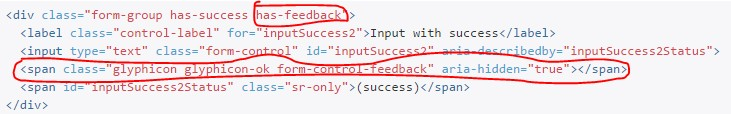 <div class="form-group has-success has-feedback">
  <label class="control-label" for="inputSuccess2">Input with success</label>
  <input type="text" class="form-control" id="inputSuccess2" aria-describedby="inputSuccess2Status">
  <span class="glyphicon glyphicon-ok form-control-feedback" aria-hidden="true"></span>
  <span id="inputSuccess2Status" class="sr-only">(success)</span>
</div>